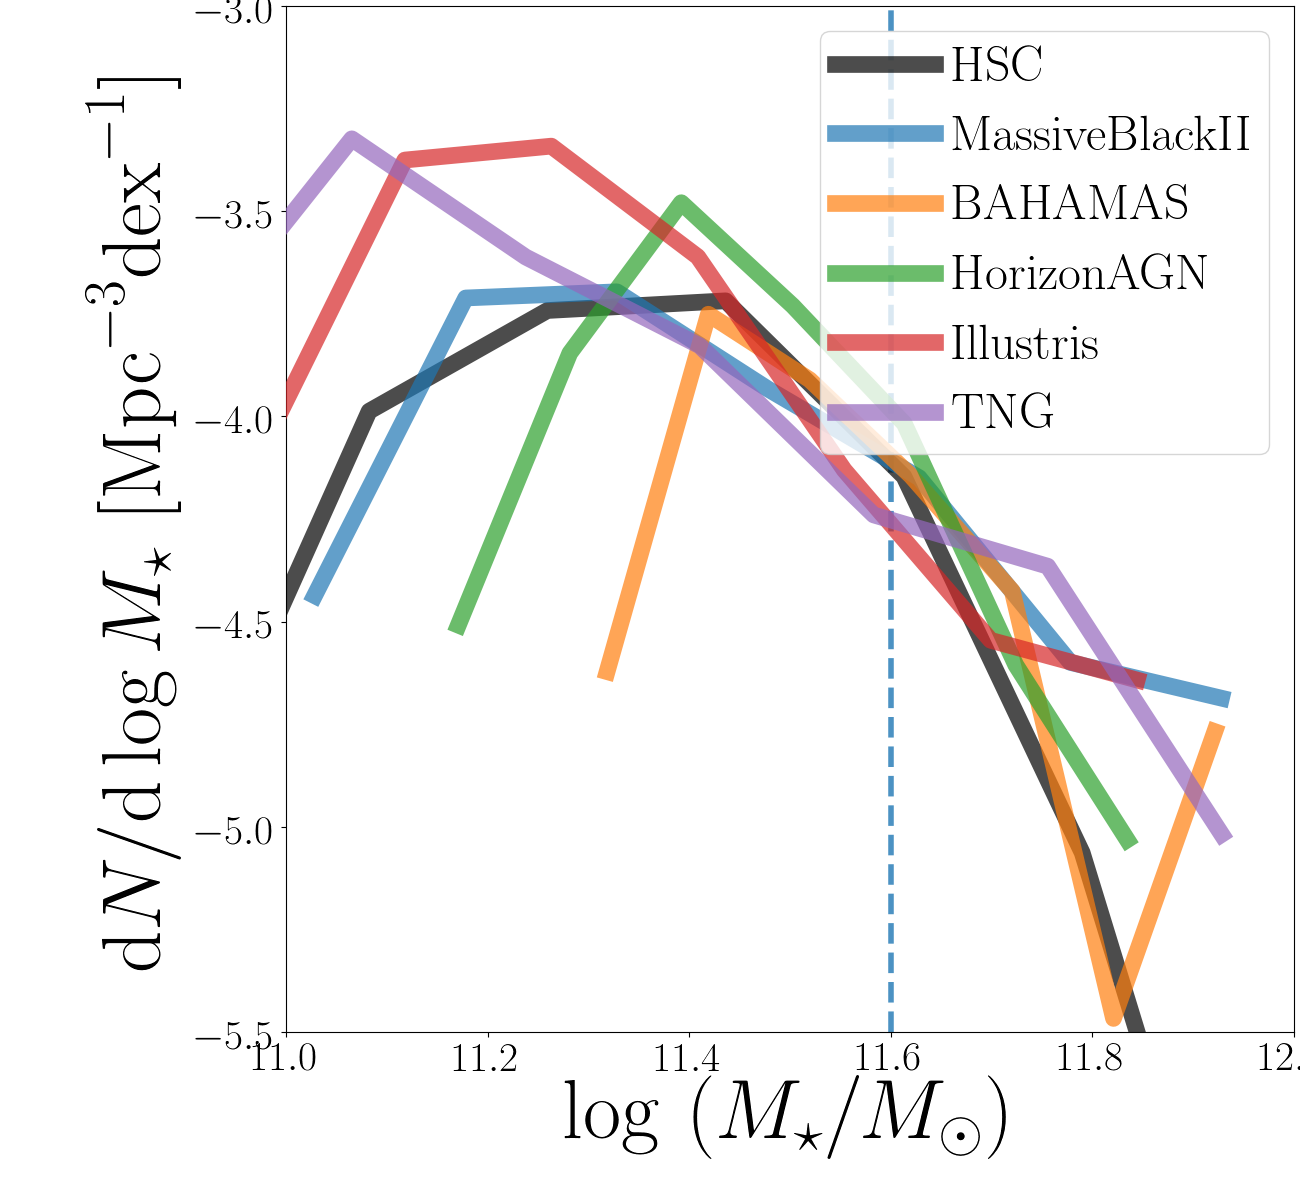 −3.0
−3.5
−4.0
−4.5
−5.0
−5.5
dN/d log M⋆ [Mpc⁻³dex⁻¹]
HSC
MassiveBlackII
BAHAMAS
HorizonAGN
Illustris
TNG
11.0 11.2 11.4 11.6 11.8 12.
log (M⋆/M⊙)